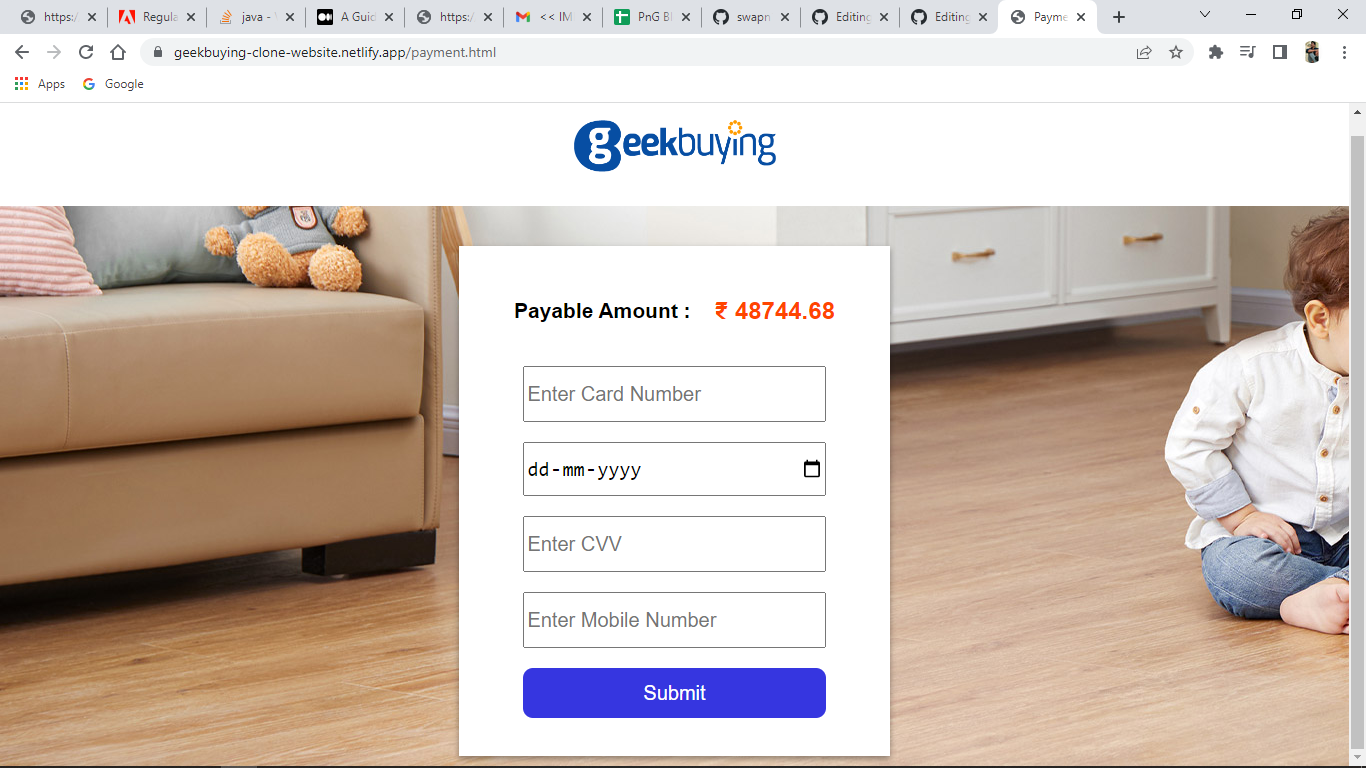 https:/ Regula java - V A Guid https:/ << IM PnG Bl swapn Editing Editing Payme
geekbuying-clone-website.netlify.app/payment.html
Apps Google
geekbuying
Payable Amount : ₹ 48744.68
Enter Card Number
dd-mm-yyyy
Enter CVV
Enter Mobile Number
Submit